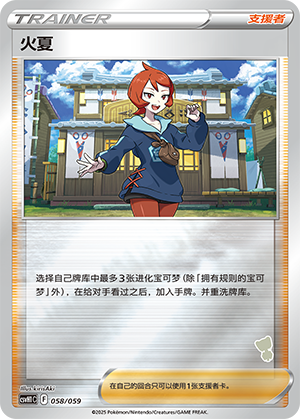 TRAINER
支援者
火夏
选择自己牌库中最多3张进化宝可梦(除「拥有规则的宝可
梦」外),在给对手看过之后,加入手牌。并重洗牌库。
Illus.kirisAki
在自己的回合只可以使用1张支援者卡。
058/059
©2025 Pokémon/Nintendo/Creatures/GAME FREAK.